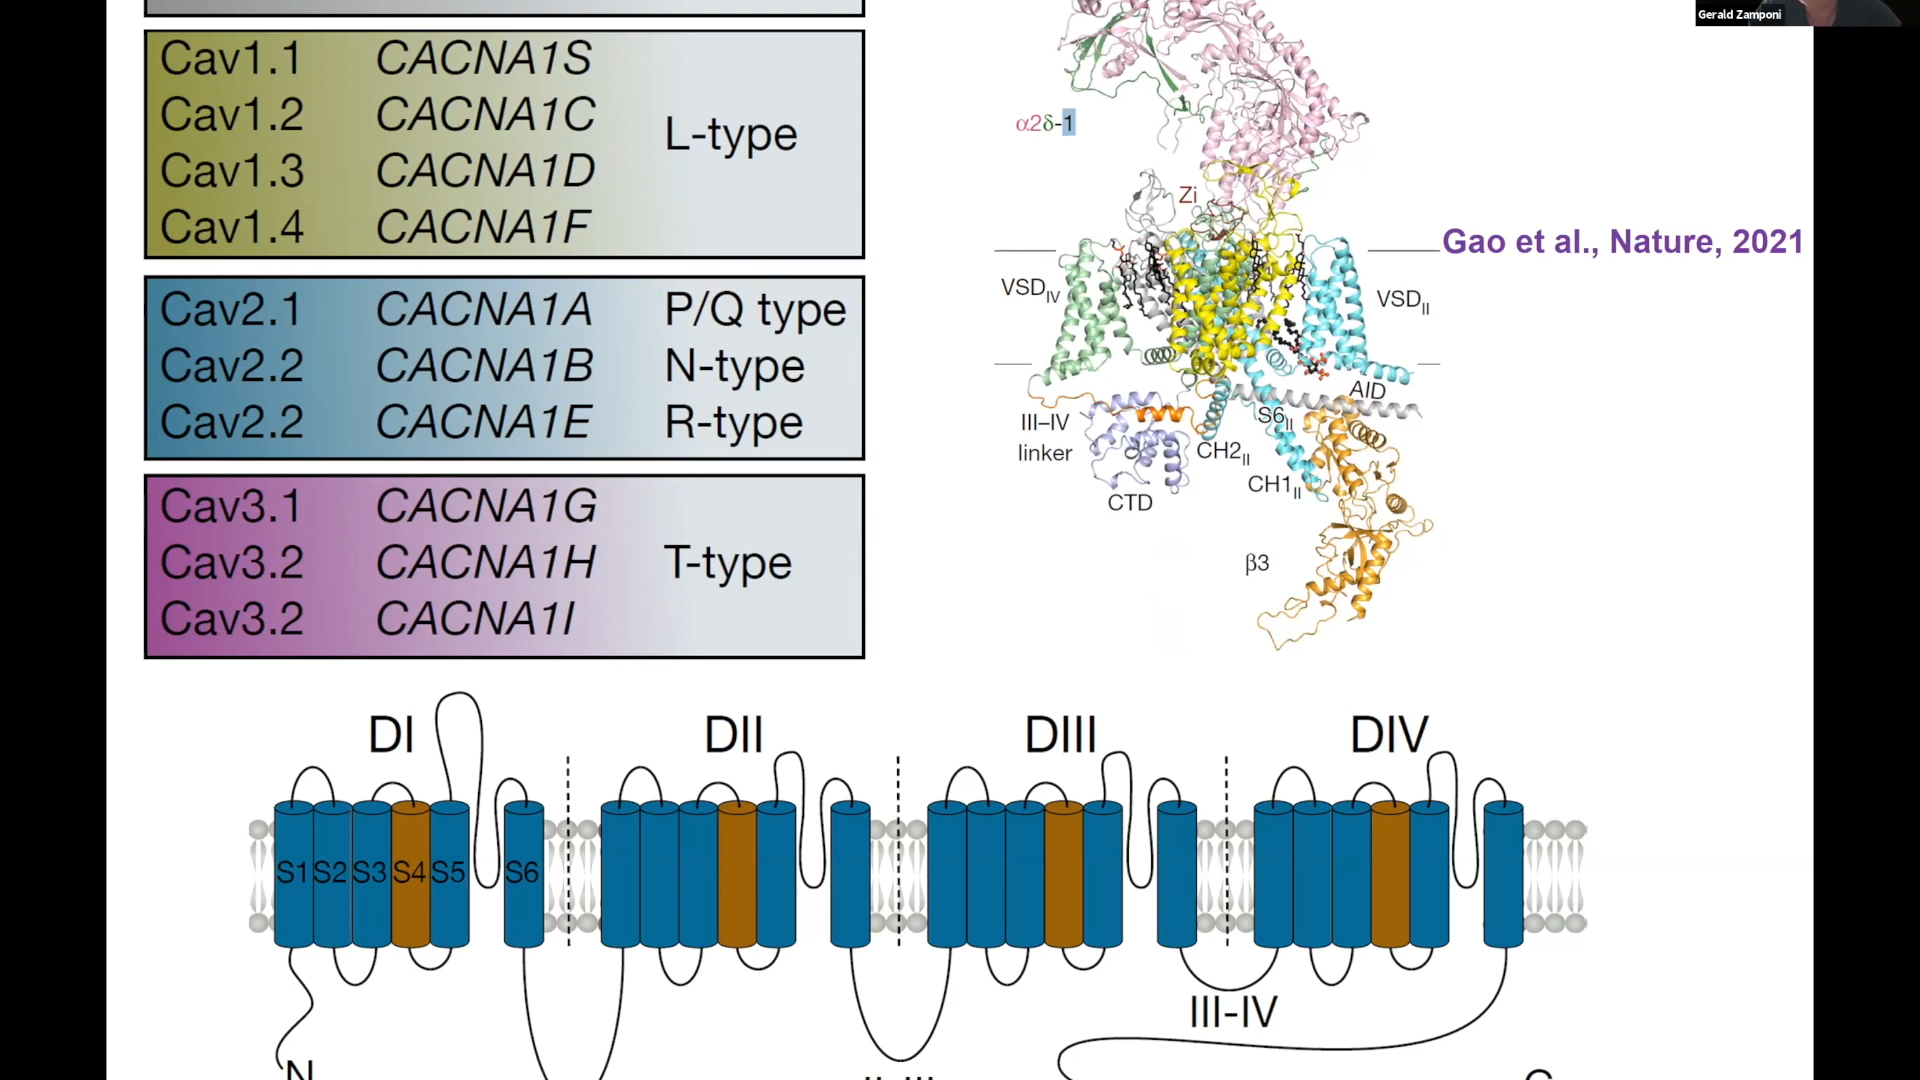 Gerald Zamponi
Cav1.1 CACNA1S
Cav1.2 CACNA1C
L-type
Cav1.3 CACNA1D
Cav1.4 CACNA1F
Cav2.1 CACNA1A P/Q type
Cav2.2 CACNA1B N-type
Cav2.2 CACNA1E R-type
Cav3.1 CACNA1G
Cav3.2 CACNA1H T-type
Cav3.2 CACNA1I
α2δ-1
Zi
Gao et al., Nature, 2021
VSDIV
VSDII
AID
S6II
III–IV
linker
CH2II
CH1II
CTD
β3
DI DII DIII DIV
S1 S2 S3 S4 S5 S6
III-IV
N